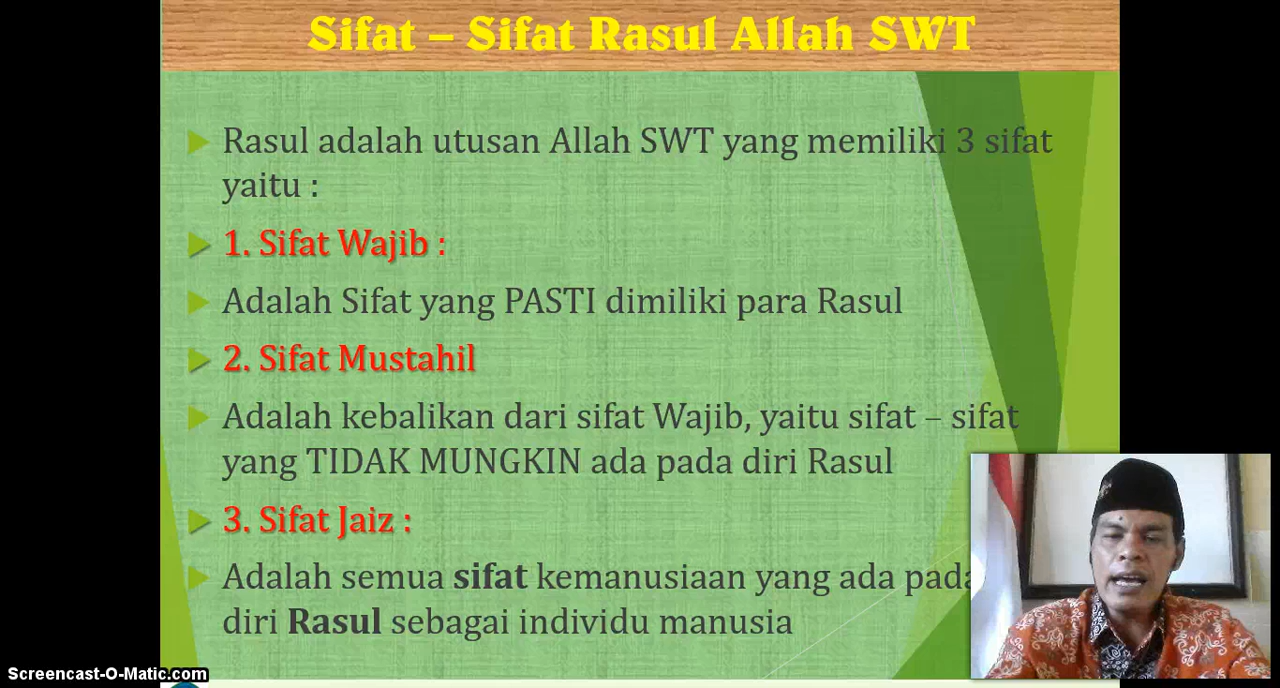 Sifat – Sifat Rasul Allah SWT
Rasul adalah utusan Allah SWT yang memiliki 3 sifat
yaitu :
1. Sifat Wajib :
Adalah Sifat yang PASTI dimiliki para Rasul
2. Sifat Mustahil
Adalah kebalikan dari sifat Wajib, yaitu sifat – sifat
yang TIDAK MUNGKIN ada pada diri Rasul
3. Sifat Jaiz :
Adalah semua sifat kemanusiaan yang ada pada
diri Rasul sebagai individu manusia
Screencast-O-Matic.com